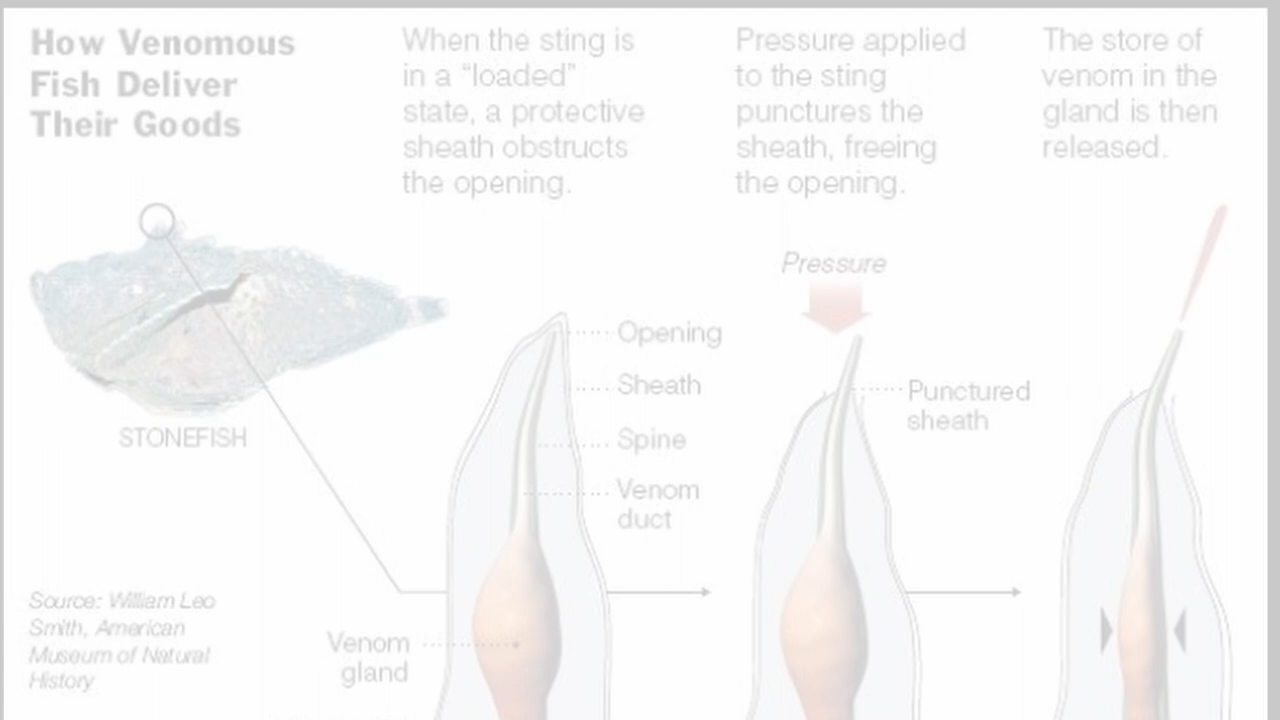 How Venomous
Fish Deliver
Their Goods
When the sting is
in a “loaded”
state, a protective
sheath obstructs
the opening.
Pressure applied
to the sting
punctures the
sheath, freeing
the opening.
The store of
venom in the
gland is then
released.
STONEFISH
Opening
Sheath
Spine
Venom
duct
Venom
gland
Pressure
Punctured
sheath
Source: William Leo
Smith, American
Museum of Natural
History